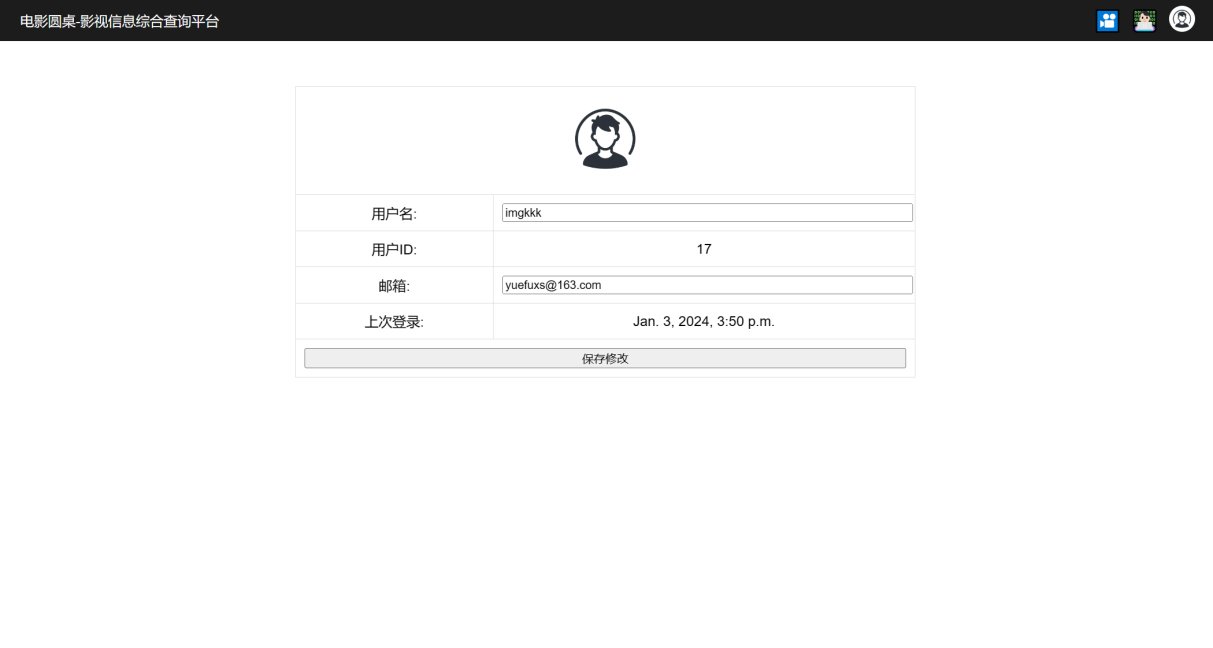 电影圆桌-影视信息综合查询平台
用户名: imgkkk
用户ID: 17
邮箱: yuefuxs@163.com
上次登录: Jan. 3, 2024, 3:50 p.m.
保存修改